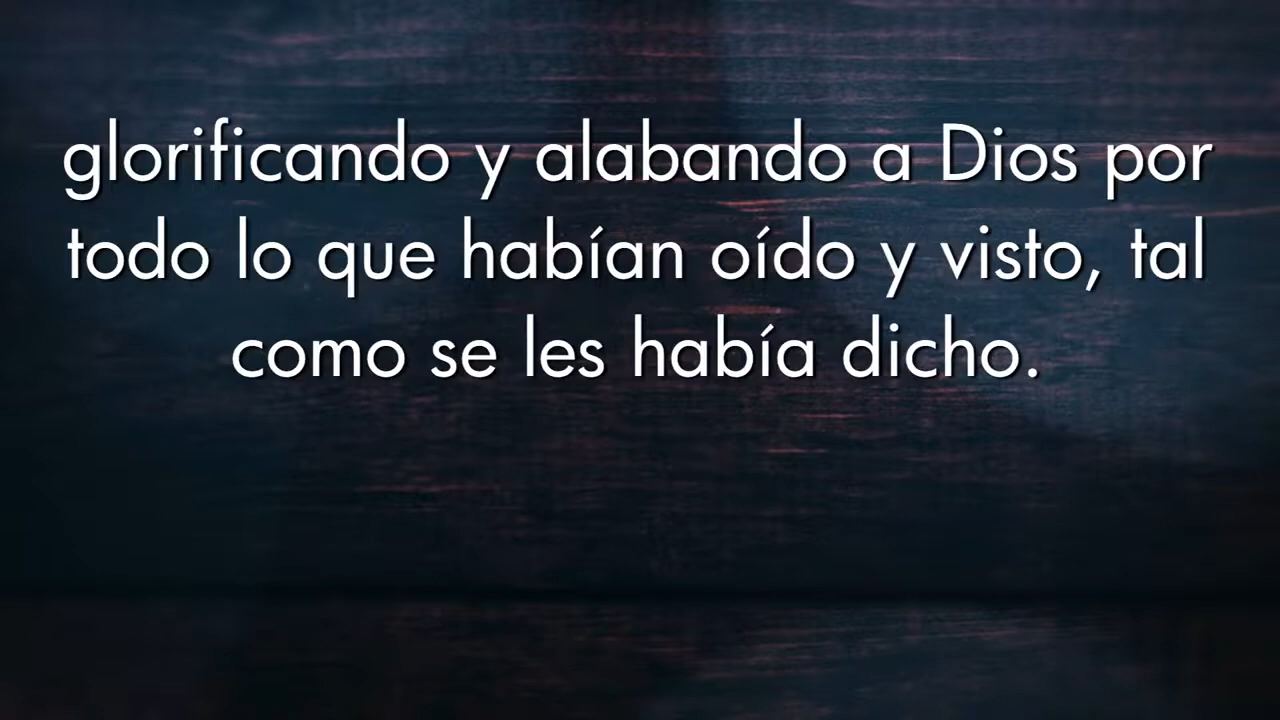 glorificando y alabando a Dios por
todo lo que habían oído y visto, tal
como se les había dicho.